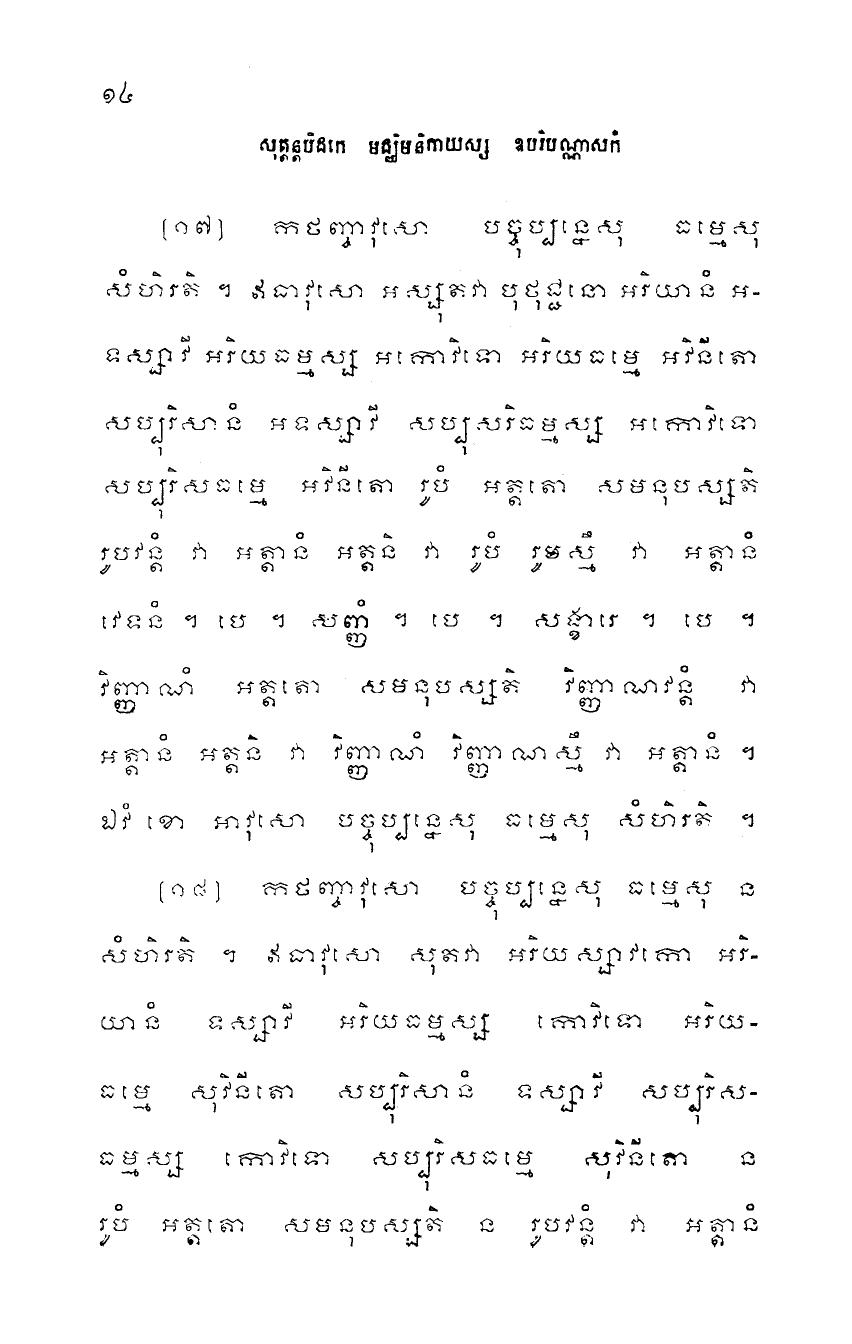 ១៤
សុត្តន្តបិដកេ មជ្ឈិមនិកាយស្ស ឧបរិបណ្ណាសកំ
[១៧] កថញ្ចាវុសោ បច្ចុប្បន្នេសុ ធម្មេសុ
សំហិរតិ ។ ឥធាវុសោ អស្សុតវា បុថុជ្ជនោ អរិយានំ អ-
ទស្សាវី អរិយធម្មស្ស អកោវិទោ អរិយធម្មេ អវិនីតោ
សប្បុរិសានំ អទស្សាវី សប្បុសរិធម្មស្ស អកោវិទោ
សប្បុរិសធម្មេ អវិនីតោ រូបំ អត្តតោ សមនុបស្សតិ
រូបវន្តំ វា អត្តានំ អត្តនិ វា រូបំ រូមស្មឹ វា អត្តានំ
វេទនំ ។ បេ ។ សញ្ញំ ។ បេ ។ សង្ខារេ ។ បេ ។
វិញ្ញាណំ អត្តតោ សមនុបស្សតិ វិញ្ញាណវន្តំ វា
អត្តានំ អត្តនិ វា វិញ្ញាណំ វិញ្ញាណស្មឹ វា អត្តានំ ។
ឯវំ ខោ អាវុសោ បច្ចុប្បន្នេសុ ធម្មេសុ សំហិរតិ ។
[១៨] កថញ្ចាវុសោ បច្ចុប្បន្នេសុ ធម្មេសុ ន
សំហិរតិ ។ ឥធាវុសោ សុតវា អរិយស្សាវកោ អរិ-
យានំ ទស្សាវី អរិយធម្មស្ស កោវិទោ អរិយ-
ធម្មេ សុវិនីតោ សប្បុរិសានំ ទស្សាវី សប្បុរិស-
ធម្មស្ស កោវិទោ សប្បុរិសធម្មេ សុវិនីតោ ន
រូបំ អត្តតោ សមនុបស្សតិ ន រូបវន្តំ វា អត្តានំ